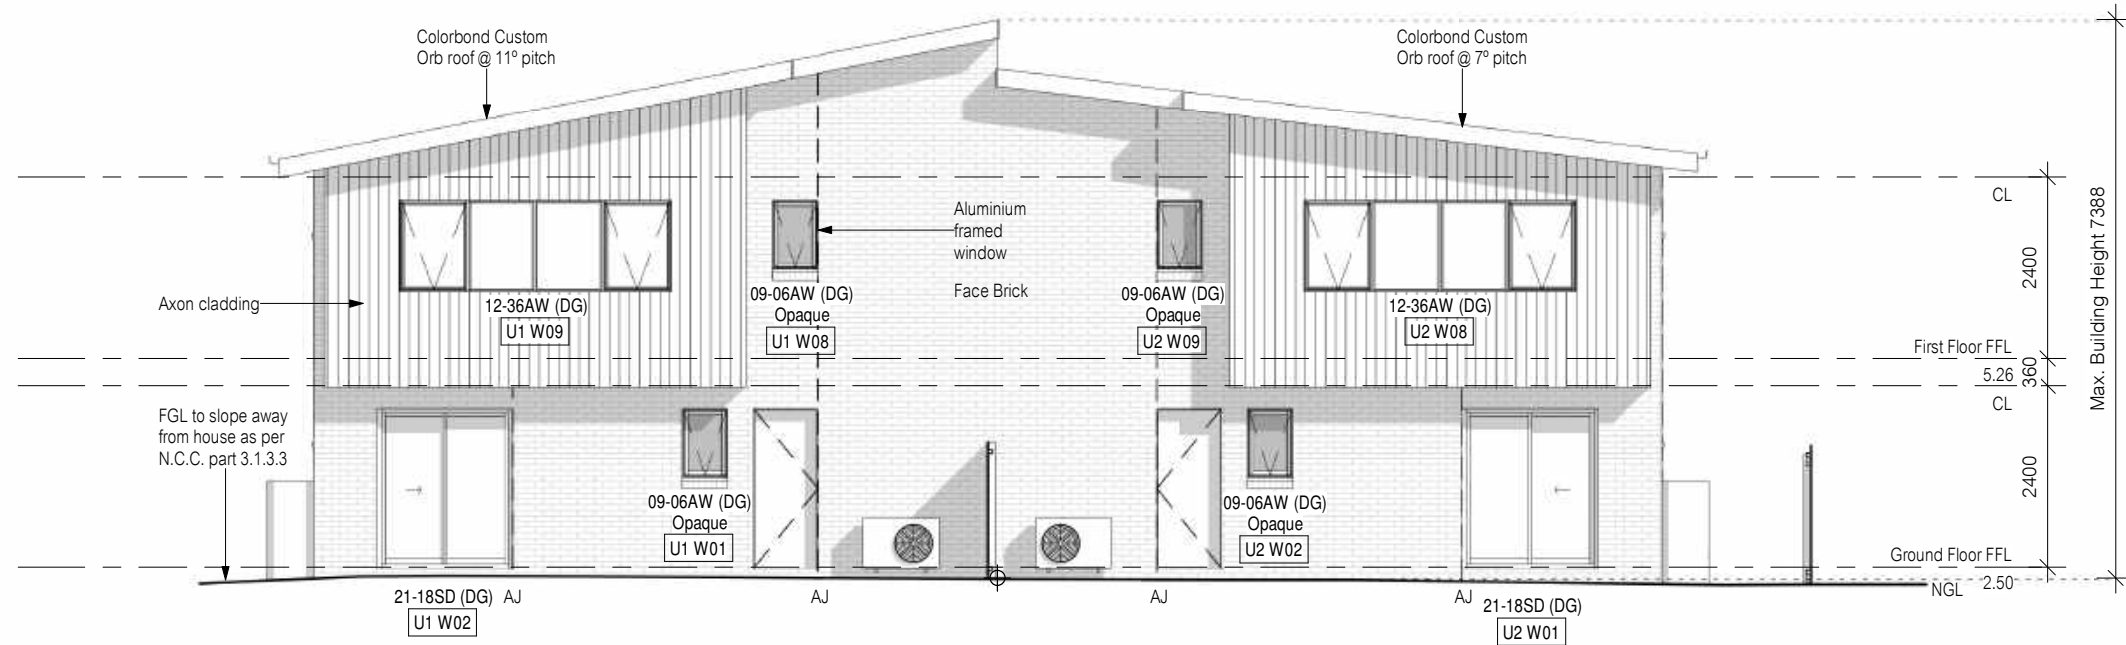 Colorbond Custom
Orb roof @ 11º pitch
Colorbond Custom
Orb roof @ 7º pitch
Max. Building Height 7388
CL
2400
Aluminium
framed
window
Face Brick
Axon cladding
12-36AW (DG)
U1 W09
09-06AW (DG)
Opaque
U1 W08
09-06AW (DG)
Opaque
U2 W09
12-36AW (DG)
U2 W08
First Floor FFL
5.26
360
CL
2400
FGL to slope away
from house as per
N.C.C. part 3.1.3.3
09-06AW (DG)
Opaque
U1 W01
09-06AW (DG)
Opaque
U2 W02
Ground Floor FFL
2.50
NGL
21-18SD (DG)
U1 W02
AJ
AJ
AJ
AJ
21-18SD (DG)
U2 W01